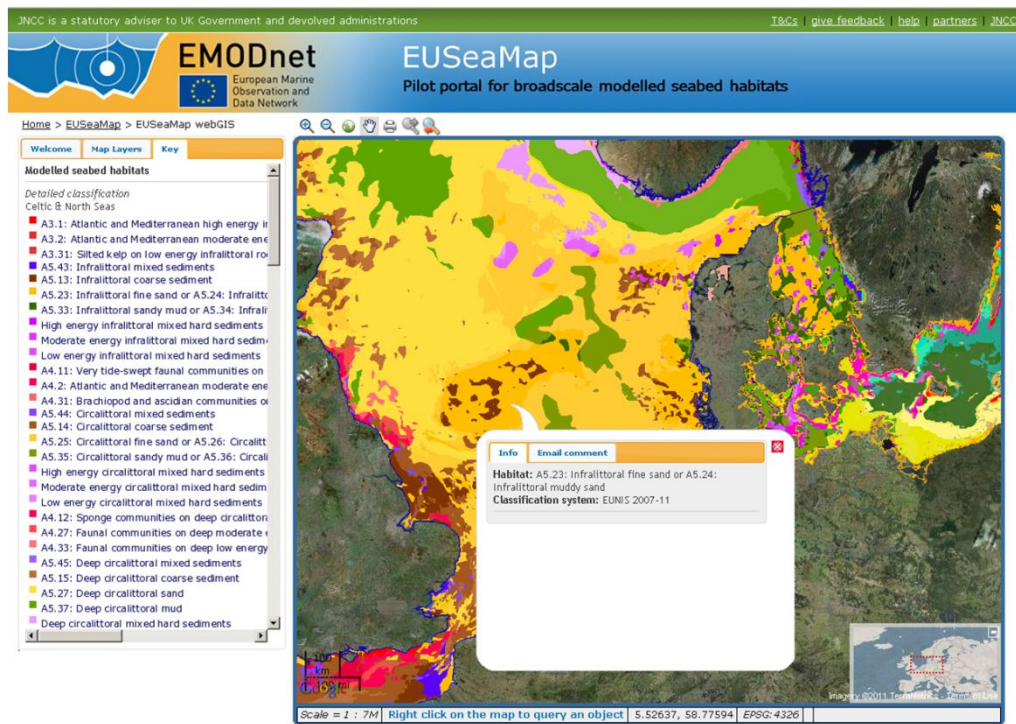 JNCC is a statutory adviser to UK Government and devolved administrations
T&Cs | give feedback | help | partners | JNCC
EMODnet
European Marine
Observation and
Data Network
EUSeaMap
Pilot portal for broadscale modelled seabed habitats
Home > EUSeaMap > EUSeaMap webGIS
Welcome
Map Layers
Key
Modelled seabed habitats
Detailed classification
Celtic & North Seas
A3.1: Atlantic and Mediterranean high energy i
A3.2: Atlantic and Mediterranean moderate ene
A3.31: Silted kelp on low energy infralittoral ro
A5.43: Infralittoral mixed sediments
A5.13: Infralittoral coarse sediment
A5.23: Infralittoral fine sand or A5.24: Infralitto
A5.33: Infralittoral sandy mud or A5.34: Infrali
High energy infralittoral mixed hard sediments
Moderate energy infralittoral mixed hard sedim
Low energy infralittoral mixed hard sediments
A4.11: Very tide-swept faunal communities on
A4.2: Atlantic and Mediterranean moderate ene
A4.31: Brachiopod and ascidian communities o
A5.44: Circalittoral mixed sediments
A5.14: Circalittoral coarse sediment
A5.25: Circalittoral fine sand or A5.26: Circalitt
A5.35: Circalittoral sandy mud or A5.36: Circali
High energy circalittoral mixed hard sediments
Moderate energy circalittoral mixed hard sedim
Low energy circalittoral mixed hard sediments
A4.12: Sponge communities on deep circalittora
A4.27: Faunal communities on deep moderate e
A4.33: Faunal communities on deep low energy
A5.45: Deep circalittoral mixed sediments
A5.15: Deep circalittoral coarse sediment
A5.27: Deep circalittoral sand
A5.37: Deep circalittoral mud
Deep circalittoral mixed hard sediments
Info
Email comment
Habitat: A5.23: Infralittoral fine sand or A5.24:
Infralittoral muddy sand
Classification system: EUNIS 2007-11
100
km
100 mi
Imagery ©2011 TerraMetrics - Terms of Use
Scale = 1 : 7M
Right click on the map to query an object
5.52637, 58.77594
EPSG:4326